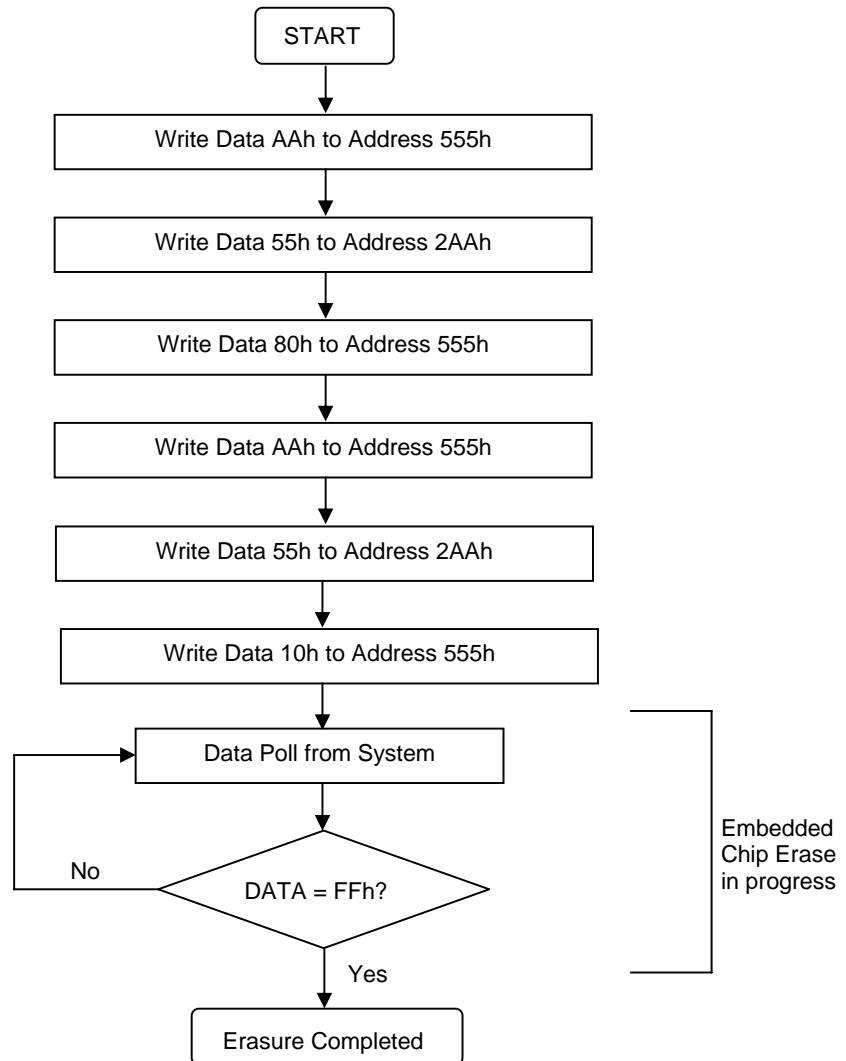 START
Write Data AAh to Address 555h
Write Data 55h to Address 2AAh
Write Data 80h to Address 555h
Write Data AAh to Address 555h
Write Data 55h to Address 2AAh
Write Data 10h to Address 555h
Data Poll from System
No
DATA = FFh?
Embedded
Chip Erase
in progress
Yes
Erasure Completed